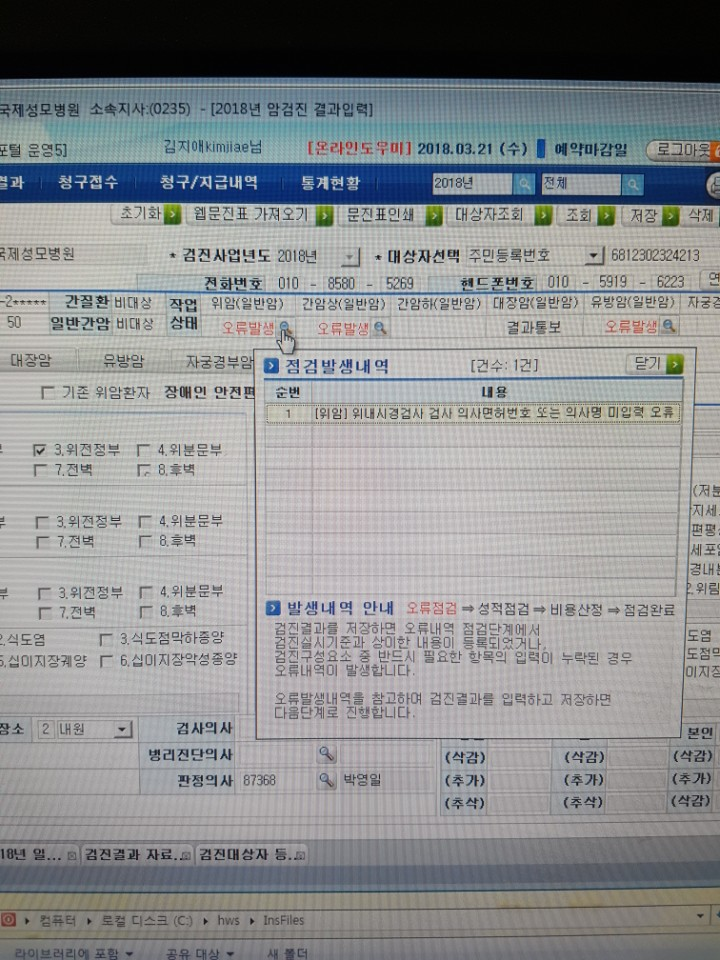 국제성모병원 소속지사:(0235) - [2018년 암검진 결과입력]
포털 운영5] 김지애kimjiae님 [온라인도우미] 2018.03.21 (수) 예약마감일 로그아웃
결과 청구접수 청구/지급내역 통계현황 2018년 전체
초기화 웹문진표 가져오기 문진표인쇄 대상자조회 조회 저장 삭제
국제성모병원 * 검진사업년도 2018년 * 대상자선택 주민등록번호 6812302324213
전화번호 010 - 8580 - 5269 핸드폰번호 010 - 5919 - 6223
-2***** 간질환 비대상 작업 위암(일반암) 간암상(일반암) 간암하(일반암) 대장암(일반암) 유방암(일반암) 자궁경
50 일반간암 비대상 상태 오류발생 오류발생 결과통보 오류발생
대장암 유방암 자궁경부암
점검발생내역 [건수: 1건] 닫기
기존 위암환자 장애인 안전편
순번 내용
1 [위암] 위내시경검사 검사 의사면허번호 또는 의사명 미입력 오류
3.위전정부 4.위분문부
7.전벽 8.후벽
3.위전정부 4.위분문부
7.전벽 8.후벽
3.위전정부 4.위분문부
7.전벽 8.후벽
2.식도염 3.식도점막하종양
5.십이지장궤양 6.십이지장악성종양
발생내역 안내 오류점검 ⇒ 성적점검 ⇒ 비용산정 ⇒ 점검완료
검진결과를 저장하면 오류내역 점검단계에서
검진실시기준과 상이한 내용이 등록되었거나,
검진구성요소 중 반드시 필요한 항목의 입력이 누락된 경우
오류내역이 발생합니다.
오류발생내역을 참고하여 검진결과를 입력하고 저장하면
다음단계로 진행합니다.
장소 2 내원 검사의사 본인
병리진단의사 (삭감) (삭감) (삭감)
판정의사 87368 박영일 (추가) (추가) (추가)
(추삭) (추삭) (삭감)
18년 일... 검진결과 자료... 검진대상자 등...
컴퓨터 ▸ 로컬 디스크 (C:) ▸ hws ▸ InsFiles
라이브러리에 포함 공유 대상 새 폴더